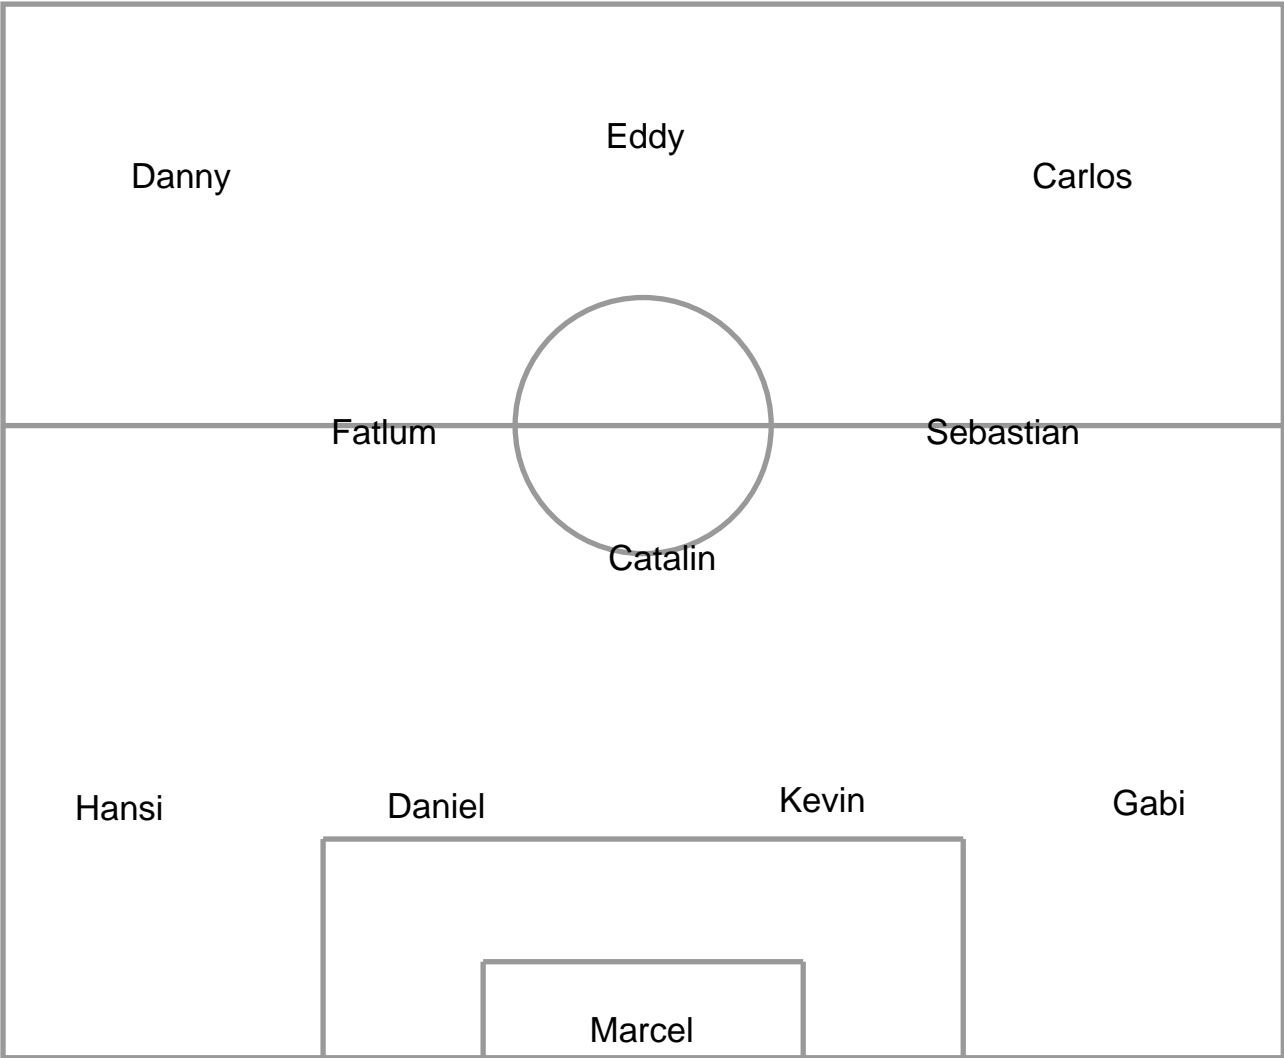 Eddy
Danny
Carlos
Fatlum
Sebastian
Catalin
Hansi
Daniel
Kevin
Gabi
Marcel